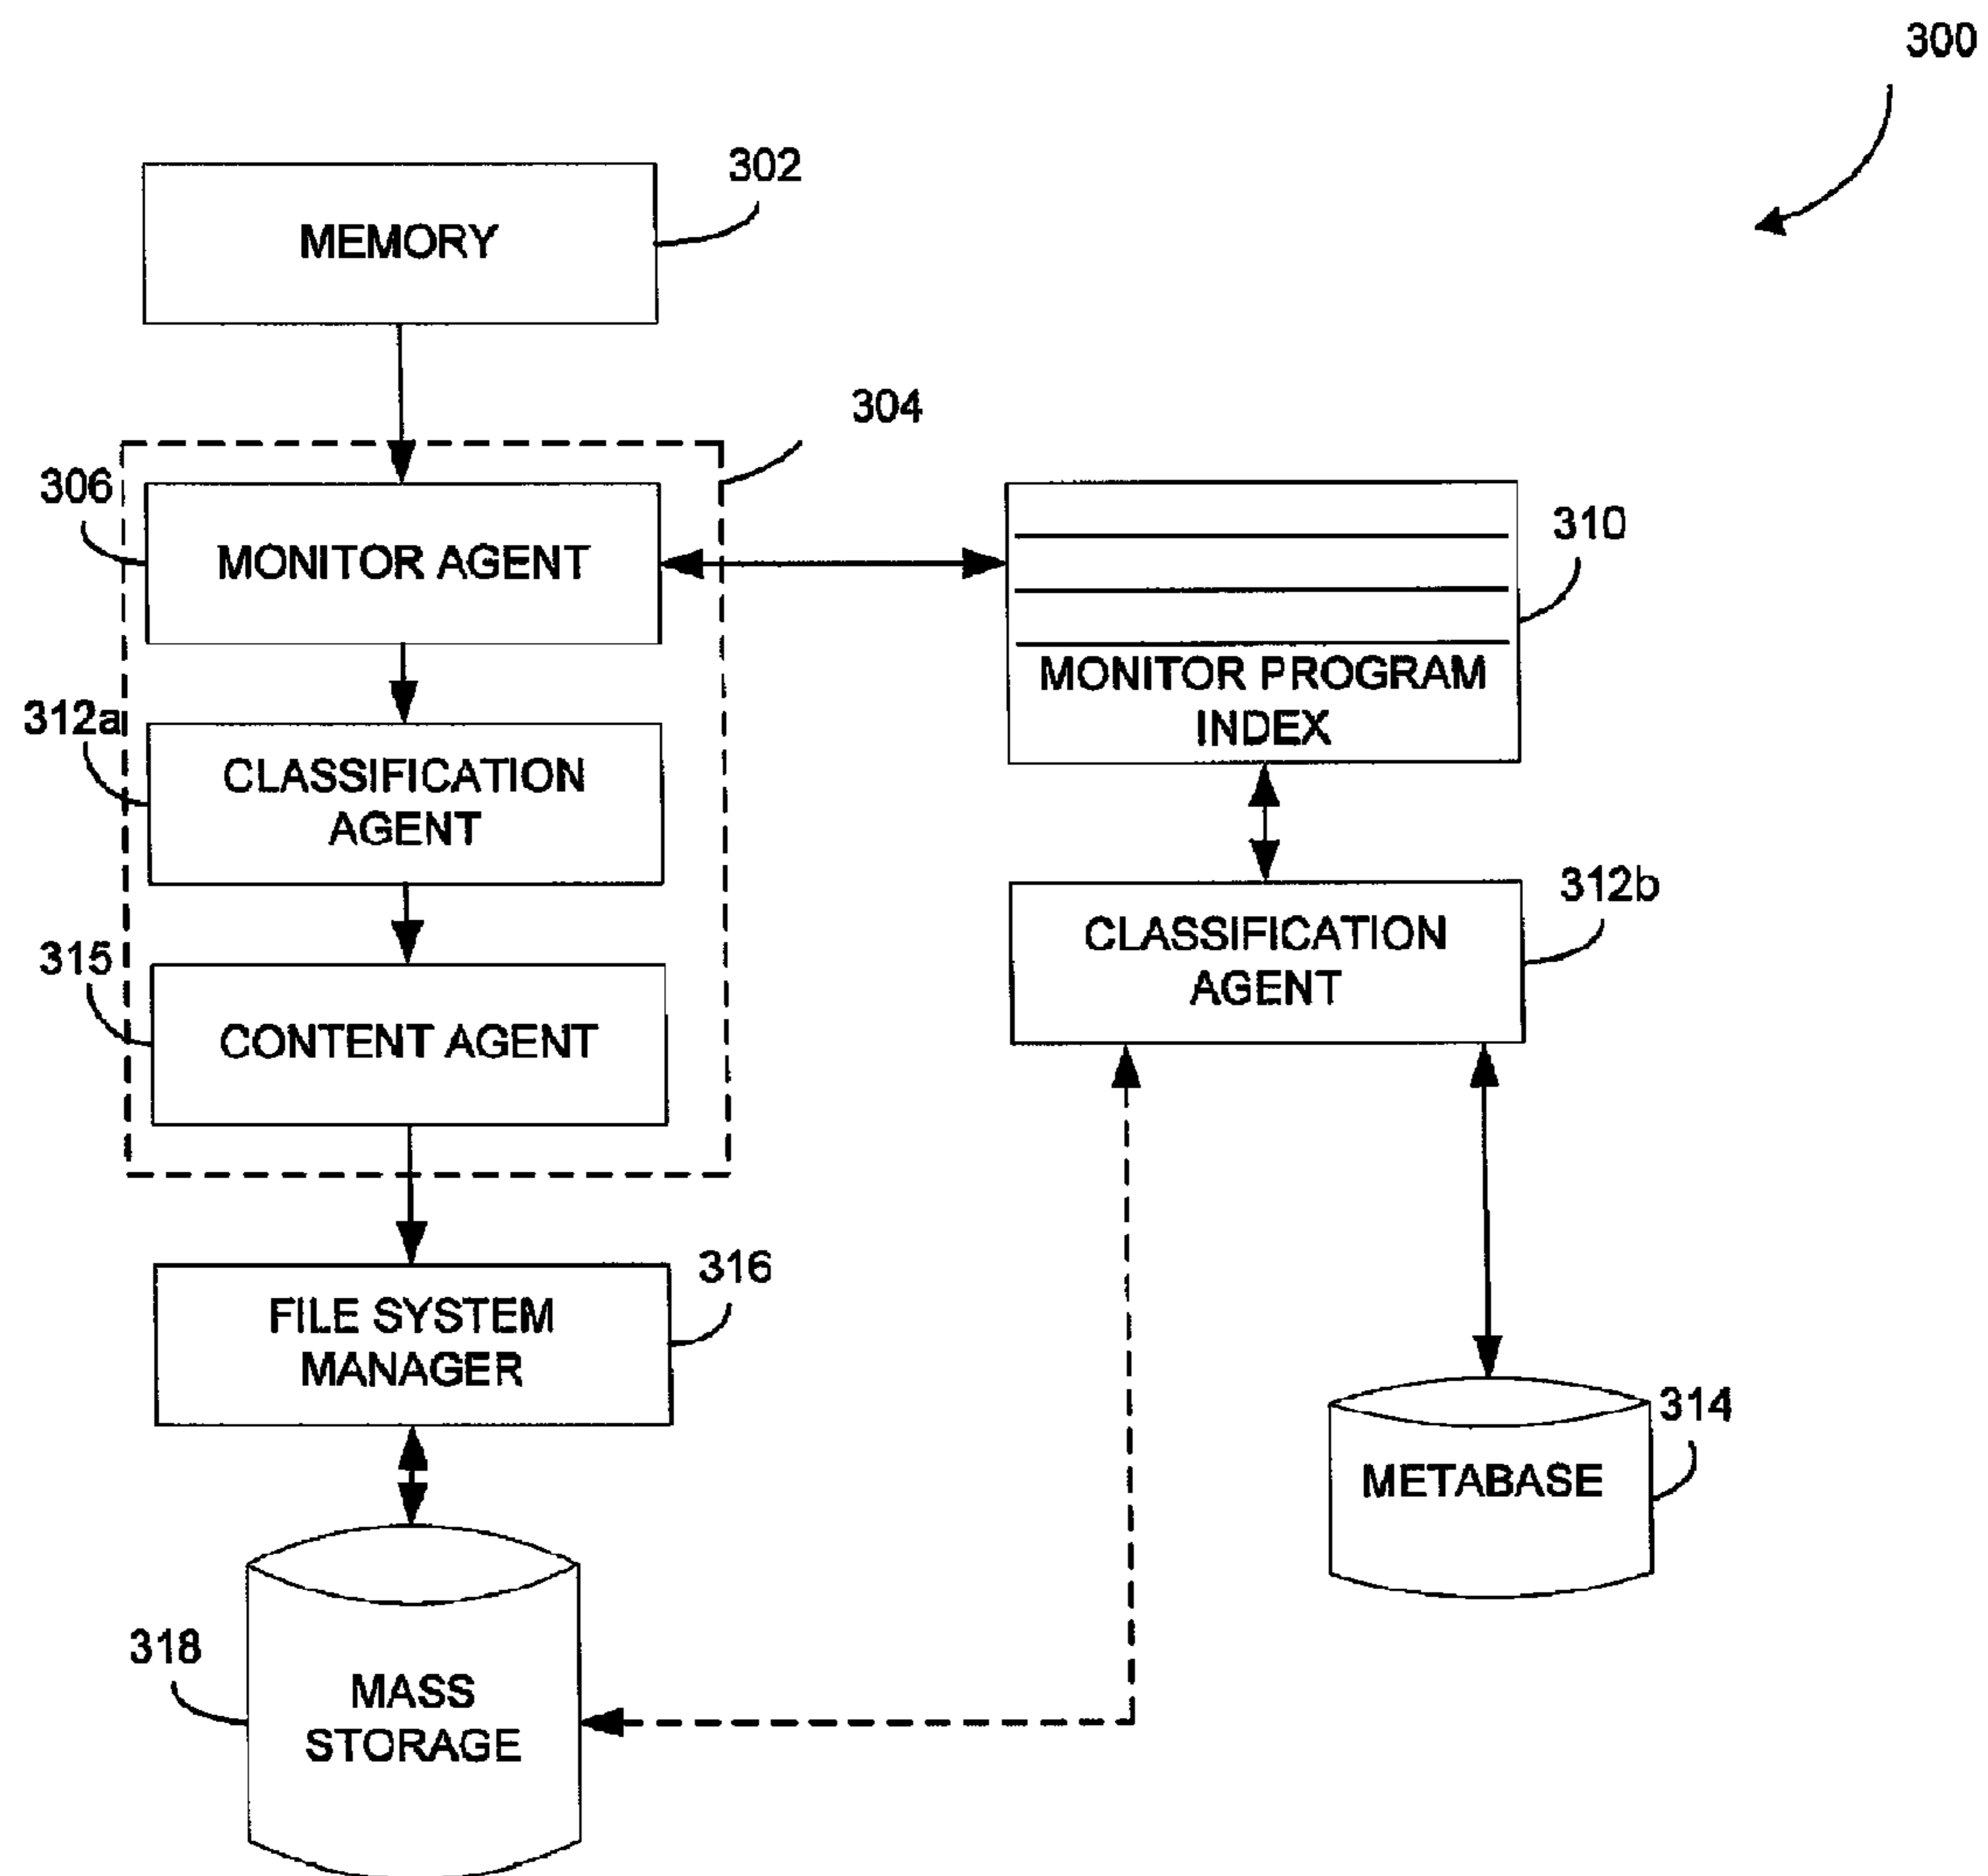 300
302
MEMORY
304
306
MONITOR AGENT
310
MONITOR PROGRAM
INDEX
312a
CLASSIFICATION
AGENT
312b
CLASSIFICATION
AGENT
315
CONTENT AGENT
316
FILE SYSTEM
MANAGER
314
METABASE
318
MASS
STORAGE